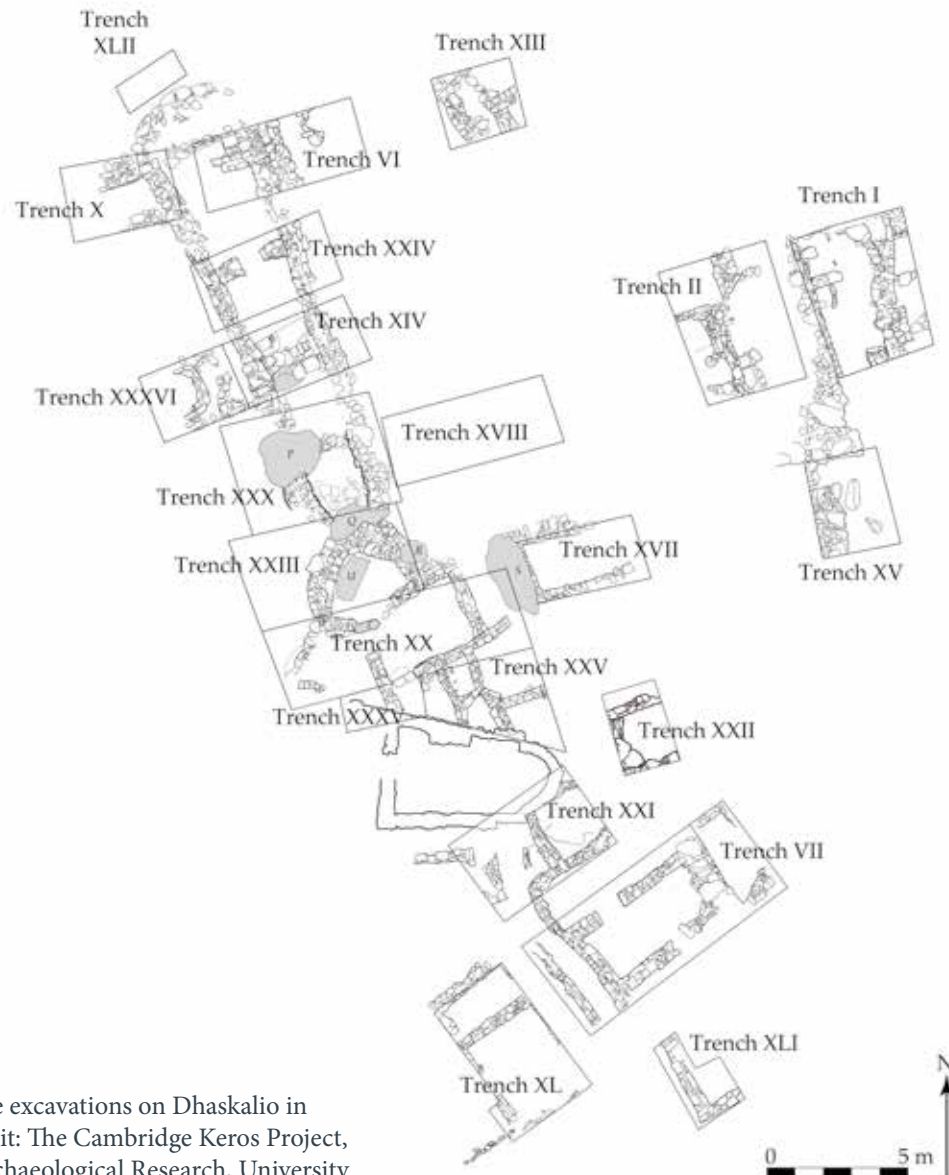 Trench
XLII
Trench XIII
Trench VI
Trench X
Trench I
Trench XXIV
Trench II
Trench XIV
Trench XXXVI
Trench XVIII
P
Trench XXX
Trench XXIII
Trench XVII
Trench XV
Trench XX
Trench XXV
Trench XXXV
Trench XXII
Trench XXI
Trench VII
Trench XLI
Trench XL
N
0 5 m
e excavations on Dhaskalio in
it: The Cambridge Keros Project,
chaeological Research, University